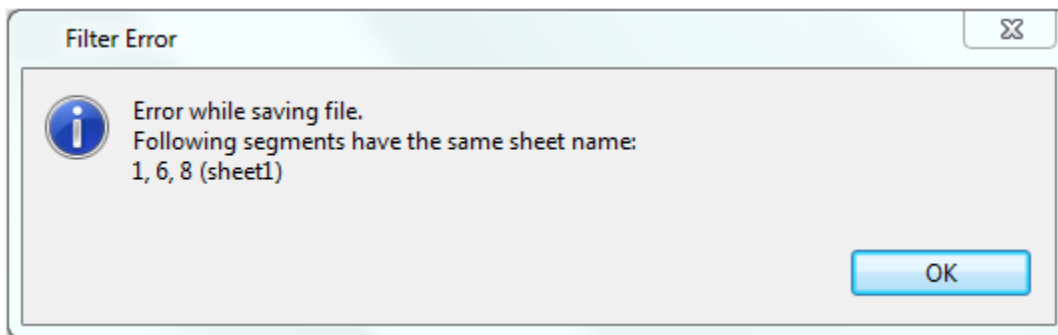 Filter Error
Error while saving file.
Following segments have the same sheet name:
1, 6, 8 (sheet1)
OK